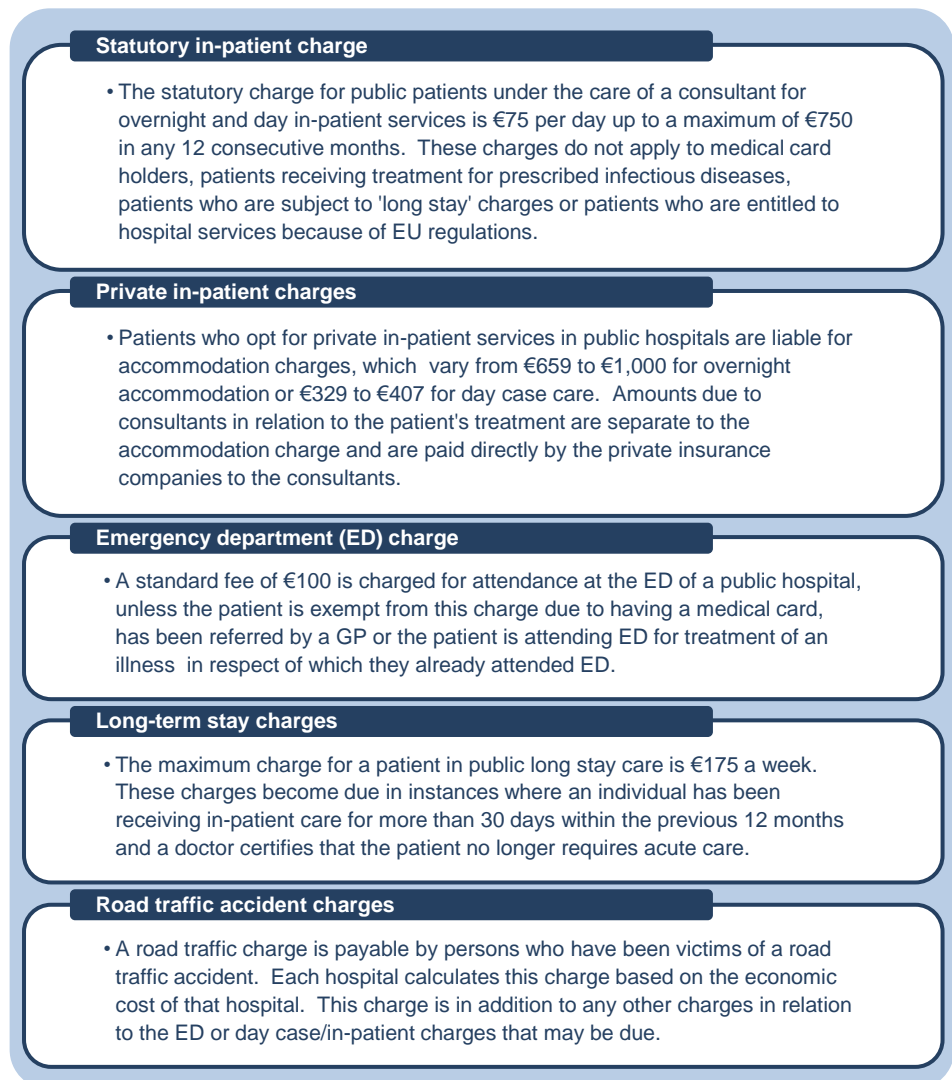 Statutory in-patient charge
• The statutory charge for public patients under the care of a consultant for
overnight and day in-patient services is €75 per day up to a maximum of €750
in any 12 consecutive months.  These charges do not apply to medical card
holders, patients receiving treatment for prescribed infectious diseases,
patients who are subject to 'long stay' charges or patients who are entitled to
hospital services because of EU regulations.
Private in-patient charges
• Patients who opt for private in-patient services in public hospitals are liable for
accommodation charges, which  vary from €659 to €1,000 for overnight
accommodation or €329 to €407 for day case care.  Amounts due to
consultants in relation to the patient's treatment are separate to the
accommodation charge and are paid directly by the private insurance
companies to the consultants.
Emergency department (ED) charge
• A standard fee of €100 is charged for attendance at the ED of a public hospital,
unless the patient is exempt from this charge due to having a medical card,
has been referred by a GP or the patient is attending ED for treatment of an
illness  in respect of which they already attended ED.
Long-term stay charges
• The maximum charge for a patient in public long stay care is €175 a week.
These charges become due in instances where an individual has been
receiving in-patient care for more than 30 days within the previous 12 months
and a doctor certifies that the patient no longer requires acute care.
Road traffic accident charges
• A road traffic charge is payable by persons who have been victims of a road
traffic accident.  Each hospital calculates this charge based on the economic
cost of that hospital.  This charge is in addition to any other charges in relation
to the ED or day case/in-patient charges that may be due.